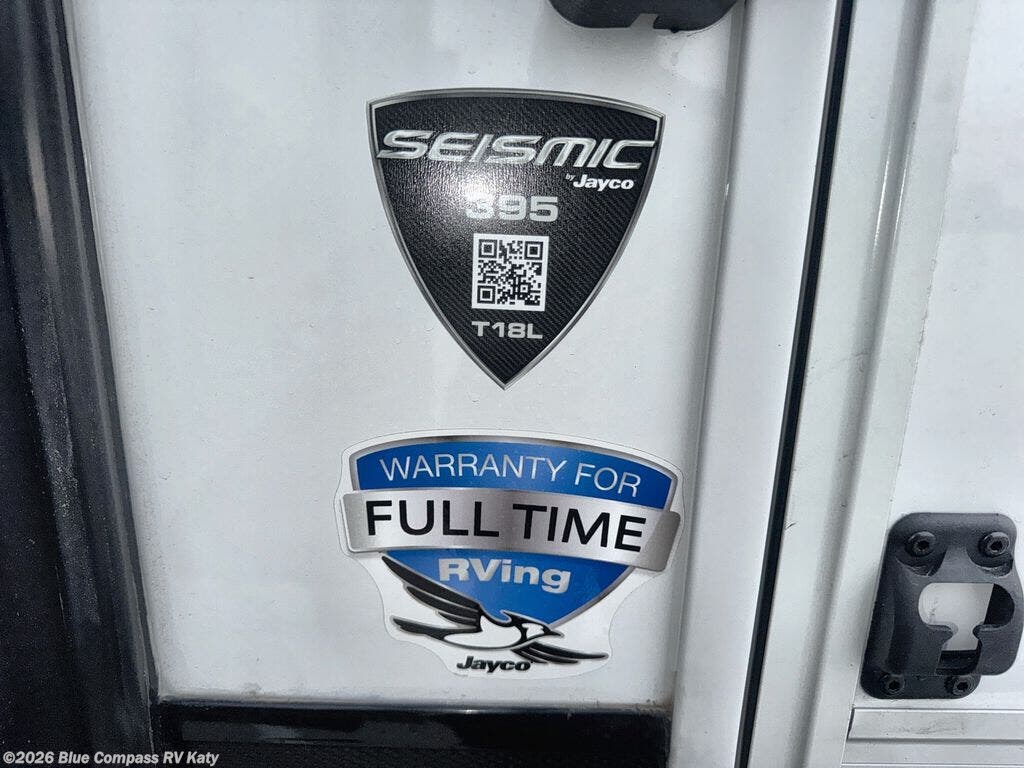 SEISMIC
by Jayco
395
T18L
WARRANTY FOR
FULL TIME
RVing
Jayco
©2026 Blue Compass RV Katy